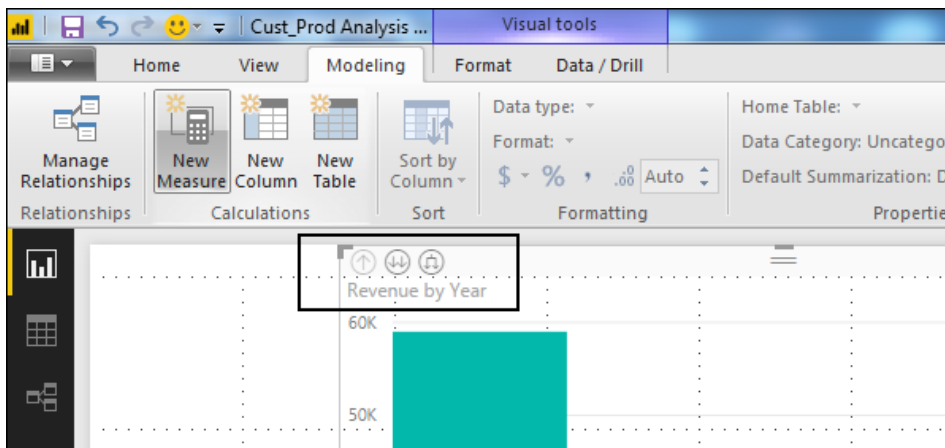 Cust_Prod Analysis ...
Visual tools
Home View Modeling Format Data / Drill
Manage Relationships
New Measure
New Column
New Table
Sort by Column
Data type:
Format:
$ % , .00 Auto
Home Table:
Data Category: Uncatego
Default Summarization: D
Relationships Calculations Sort Formatting Propertie
Revenue by Year
60K
50K